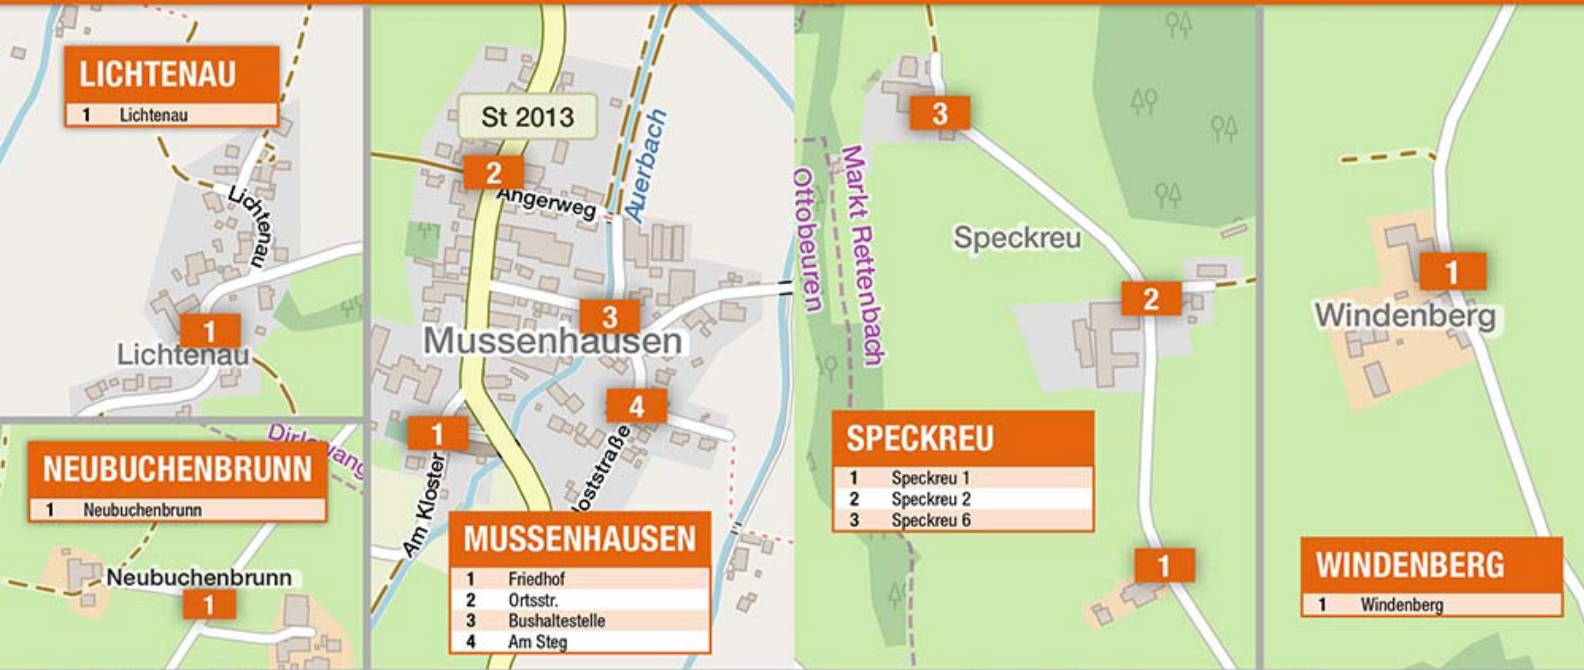 LICHTENAU
1 Lichtenau
Lichtenau
1
Lichtenau
NEUBUCHENBRUNN
1 Neubuchenbrunn
Neubuchenbrunn
1
St 2013
2
Angerweg
Auerbach
3
Mussenhausen
4
1
Am Kloster
MUSSENHAUSEN
1 Friedhof
2 Ortsstr.
3 Bushaltestelle
4 Am Steg
3
Markt Rettenbach
Ottobeuren
Speckreu
2
SPECKREU
1 Speckreu 1
2 Speckreu 2
3 Speckreu 6
1
1
Windenberg
WINDENBERG
1 Windenberg